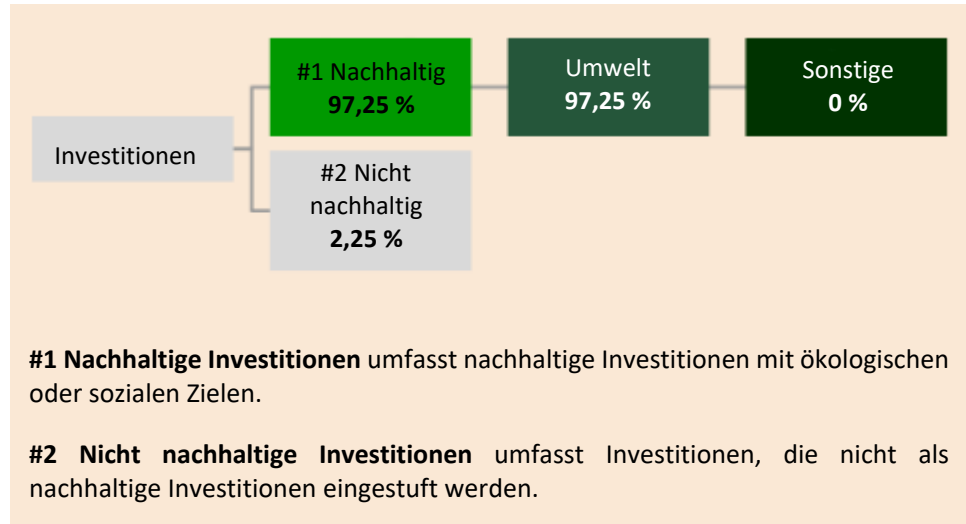 Investitionen
#1 Nachhaltig
97,25 %
Umwelt
97,25 %
Sonstige
0 %
#2 Nicht
nachhaltig
2,25 %
#1 Nachhaltige Investitionen umfasst nachhaltige Investitionen mit ökologischen
oder sozialen Zielen.
#2 Nicht nachhaltige Investitionen umfasst Investitionen, die nicht als
nachhaltige Investitionen eingestuft werden.